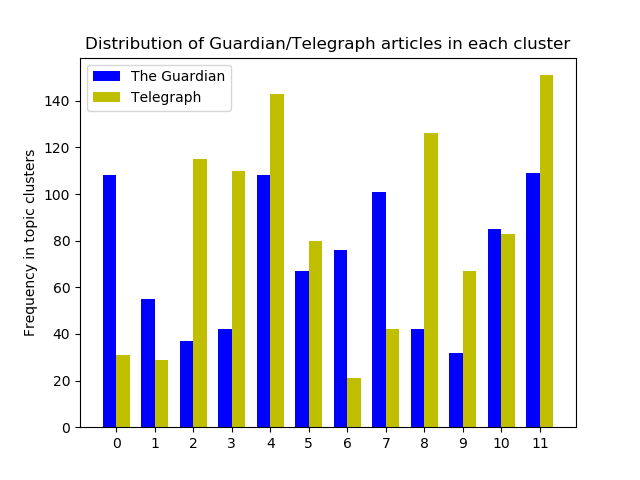 Distribution of Guardian/Telegraph articles in each cluster
The Guardian
Telegraph
Frequency in topic clusters
140
120
100
80
60
40
20
0
0 1 2 3 4 5 6 7 8 9 10 11